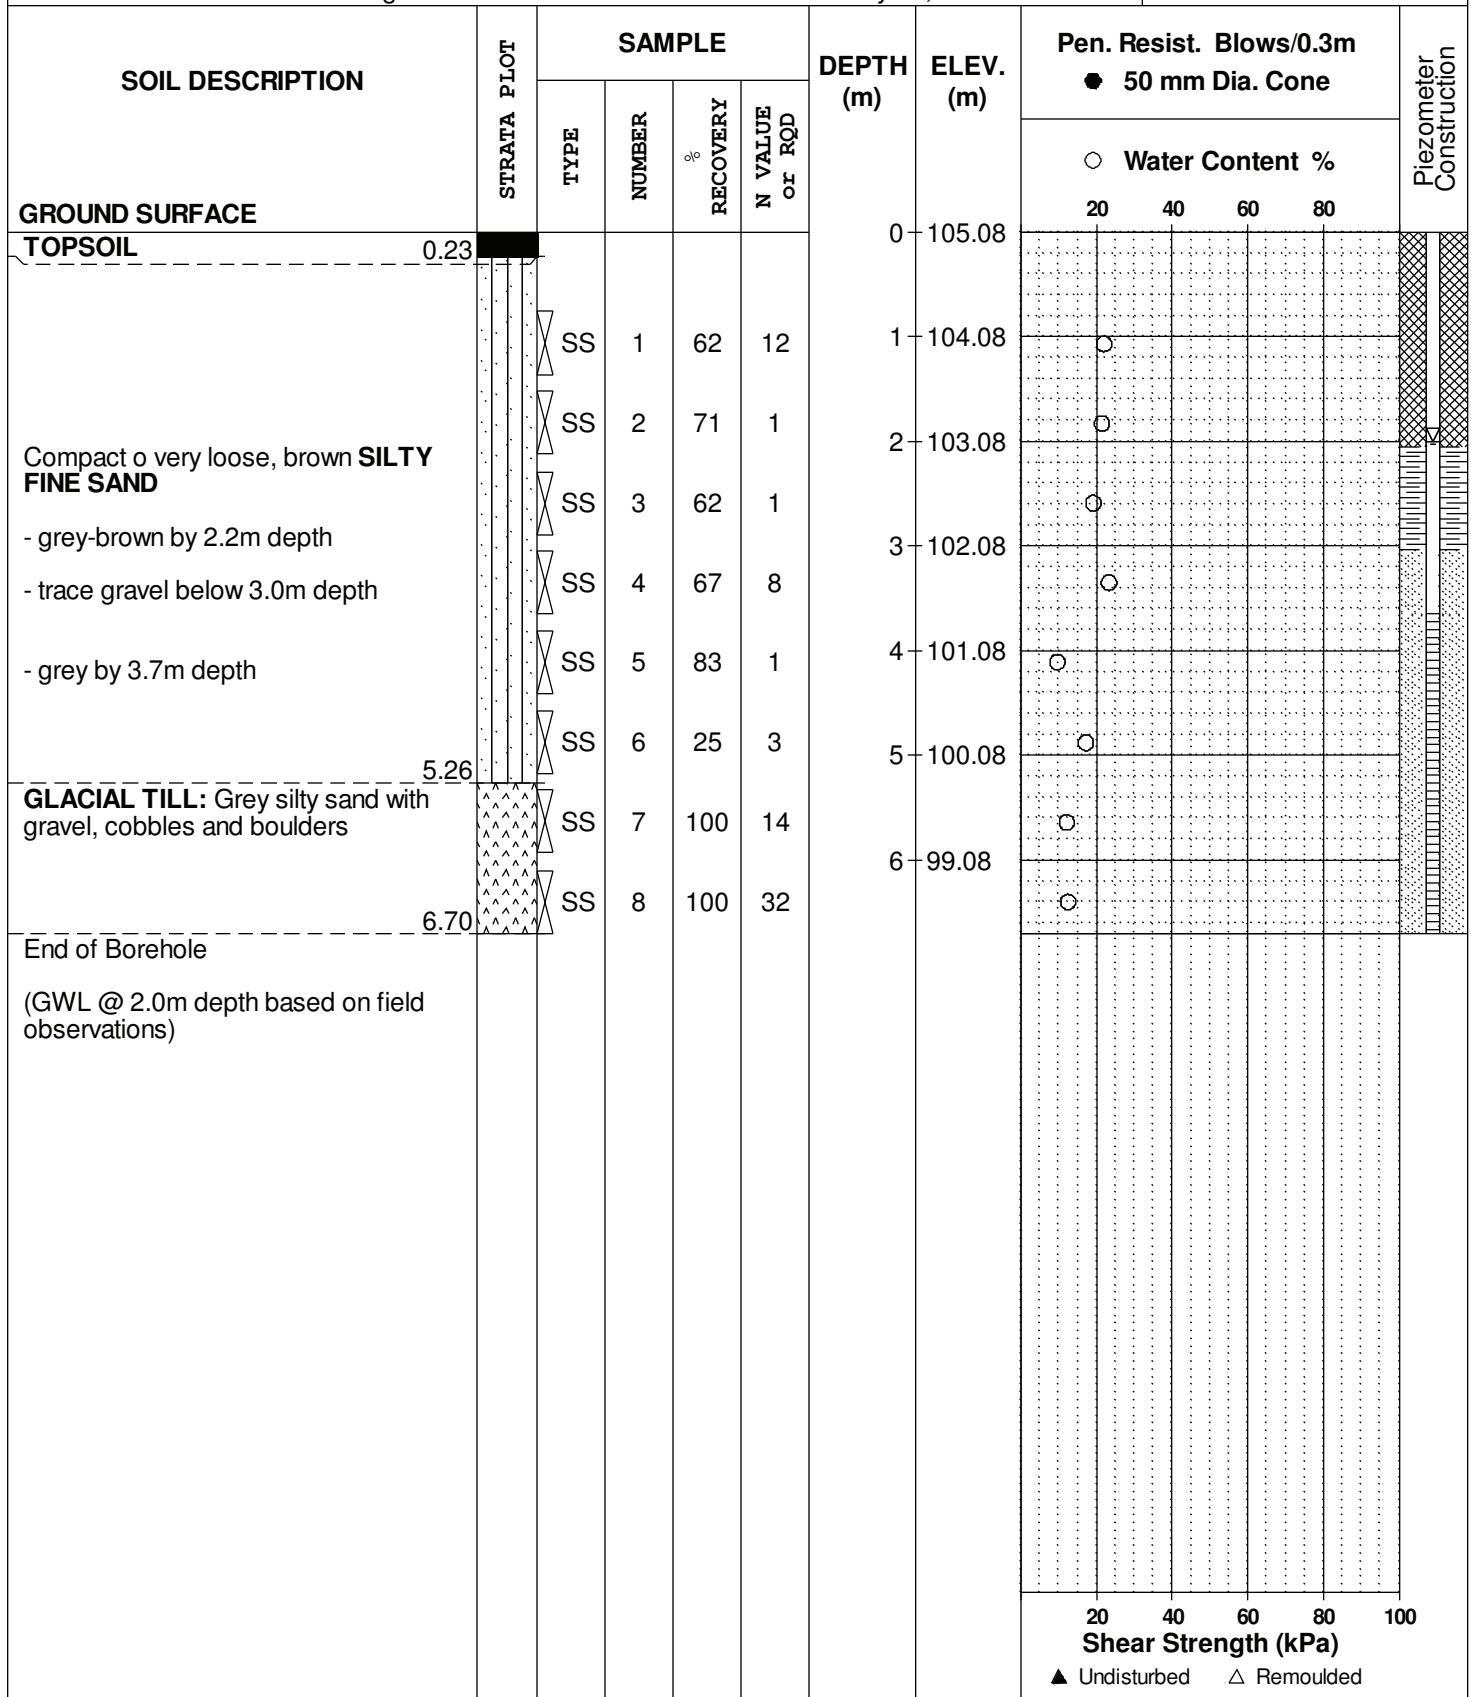 SOIL DESCRIPTION
STRATA PLOT
SAMPLE
TYPE
NUMBER
% RECOVERY
N VALUE or RQD
DEPTH (m)
ELEV. (m)
Pen. Resist. Blows/0.3m
● 50 mm Dia. Cone
○ Water Content %
20 40 60 80
Piezometer Construction
GROUND SURFACE
0 105.08
TOPSOIL 0.23
SS 1 62 12
1 104.08
SS 2 71 1
2 103.08
Compact o very loose, brown SILTY
FINE SAND
SS 3 62 1
- grey-brown by 2.2m depth
3 102.08
- trace gravel below 3.0m depth
SS 4 67 8
4 101.08
- grey by 3.7m depth
SS 5 83 1
SS 6 25 3
5 100.08
5.26
GLACIAL TILL: Grey silty sand with
gravel, cobbles and boulders
SS 7 100 14
6 99.08
SS 8 100 32
6.70
End of Borehole
(GWL @ 2.0m depth based on field
observations)
20 40 60 80 100
Shear Strength (kPa)
▲ Undisturbed △ Remoulded